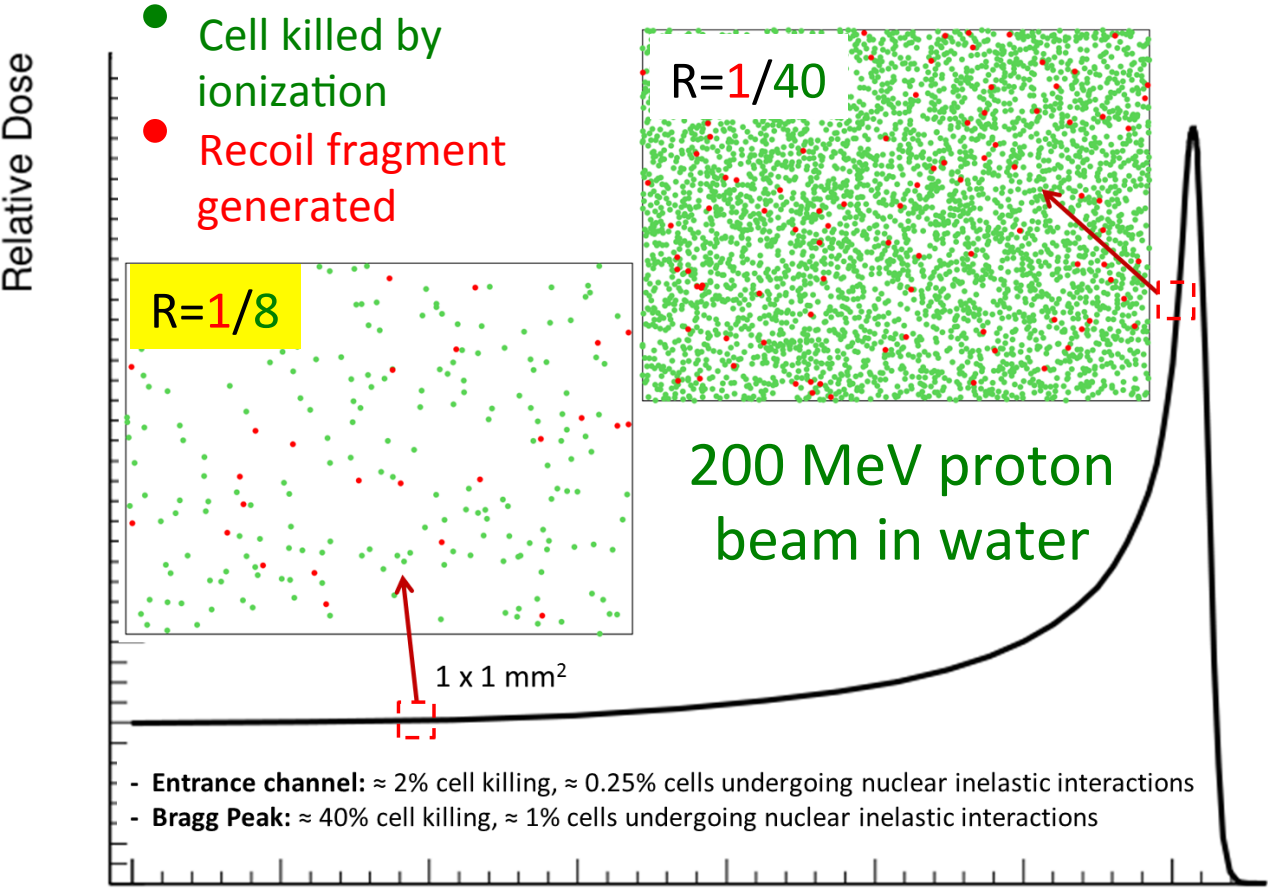 Relative Dose
Cell killed by
ionization
Recoil fragment
generated
R=1/40
R=1/8
200 MeV proton
beam in water
1 x 1 mm²
- Entrance channel: ≈ 2% cell killing, ≈ 0.25% cells undergoing nuclear inelastic interactions
- Bragg Peak: ≈ 40% cell killing, ≈ 1% cells undergoing nuclear inelastic interactions